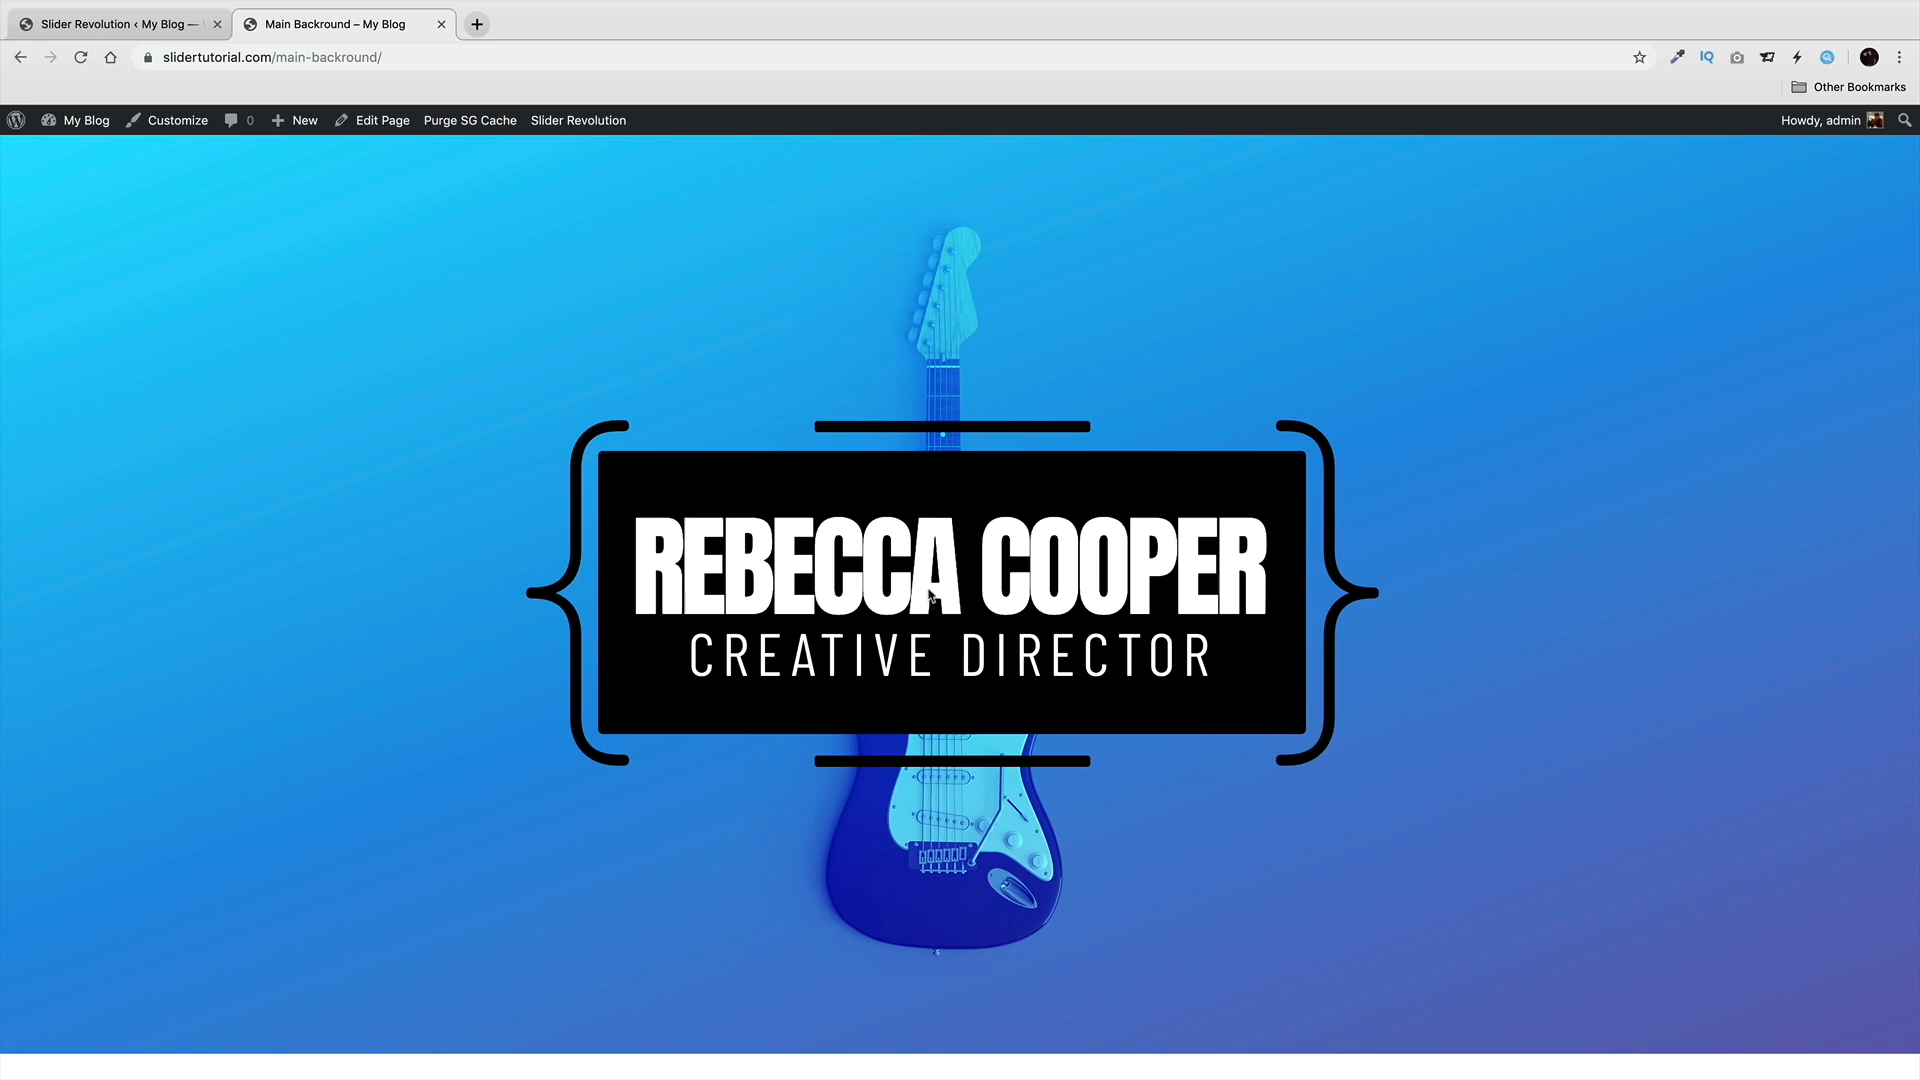 Slider Revolution ‹ My Blog —
Main Backround – My Blog
slidertutorial.com/main-backround/
IQ
Other Bookmarks
My Blog
Customize
0
New
Edit Page
Purge SG Cache
Slider Revolution
Howdy, admin
REBECCA COOPER
CREATIVE DIRECTOR